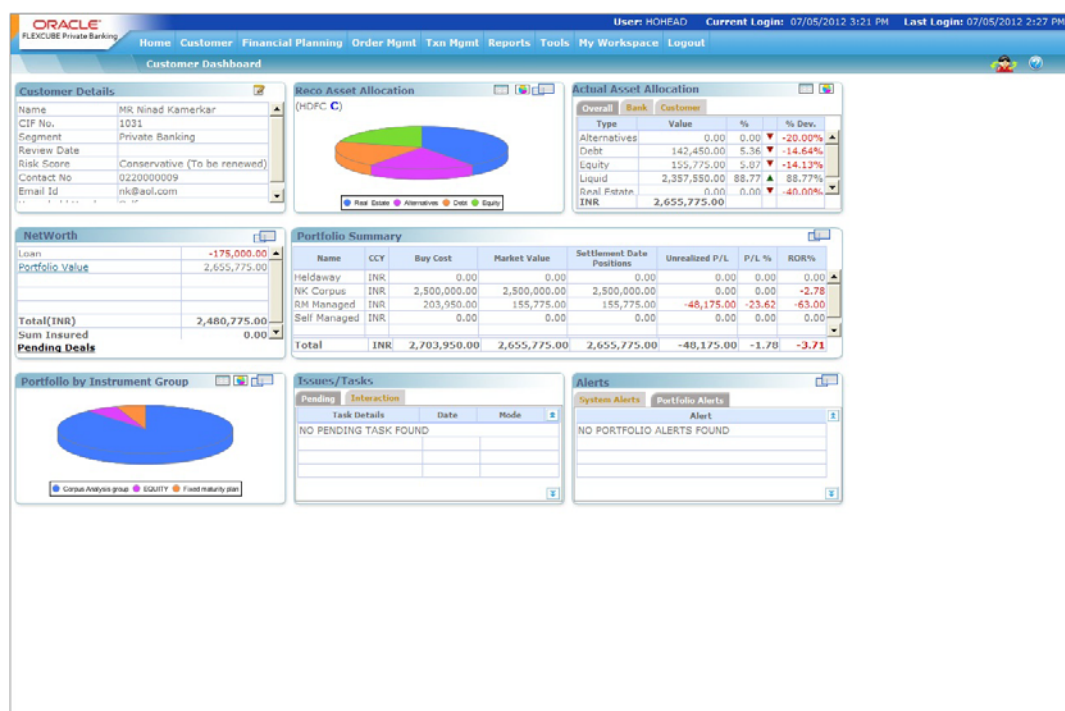 ORACLE
FLEXCUBE Private Banking
User: HOHEAD Current Login: 07/05/2012 3:21 PM Last Login: 07/05/2012 2:27 PM
Home Customer Financial Planning Order Mgmt Txn Mgmt Reports Tools My Workspace Logout
Customer Dashboard
Customer Details
Name MR Ninad Kamerkar
CIF No. 1031
Segment Private Banking
Review Date
Risk Score Conservative (To be renewed)
Contact No 0220000009
Email Id nk@aol.com
Reco Asset Allocation
(HDFC C)
Real Estate Alternatives Debt Equity
Actual Asset Allocation
Overall Bank Customer
Type Value % % Dev.
Alternatives 0.00 0.00 -20.00%
Debt 142,450.00 5.36 -14.64%
Equity 155,775.00 5.87 -14.13%
Liquid 2,357,550.00 88.77 88.77%
Real Estate 0.00 0.00 -40.00%
INR 2,655,775.00
NetWorth
Loan -175,000.00
Portfolio Value 2,655,775.00
Total(INR) 2,480,775.00
Sum Insured 0.00
Pending Deals
Portfolio Summary
Name CCY Buy Cost Market Value Settlement Date Positions Unrealized P/L P/L % ROR%
Heldaway INR 0.00 0.00 0.00 0.00 0.00 0.00
NK Corpus INR 2,500,000.00 2,500,000.00 2,500,000.00 0.00 0.00 -2.78
RM Managed INR 203,950.00 155,775.00 155,775.00 -48,175.00 -23.62 -63.00
Self Managed INR 0.00 0.00 0.00 0.00 0.00 0.00
Total INR 2,703,950.00 2,655,775.00 2,655,775.00 -48,175.00 -1.78 -3.71
Portfolio by Instrument Group
Corpus Analysis group EQUITY Fixed maturity plan
Issues/Tasks
Pending Interaction
Task Details Date Mode
NO PENDING TASK FOUND
Alerts
System Alerts Portfolio Alerts
Alert
NO PORTFOLIO ALERTS FOUND